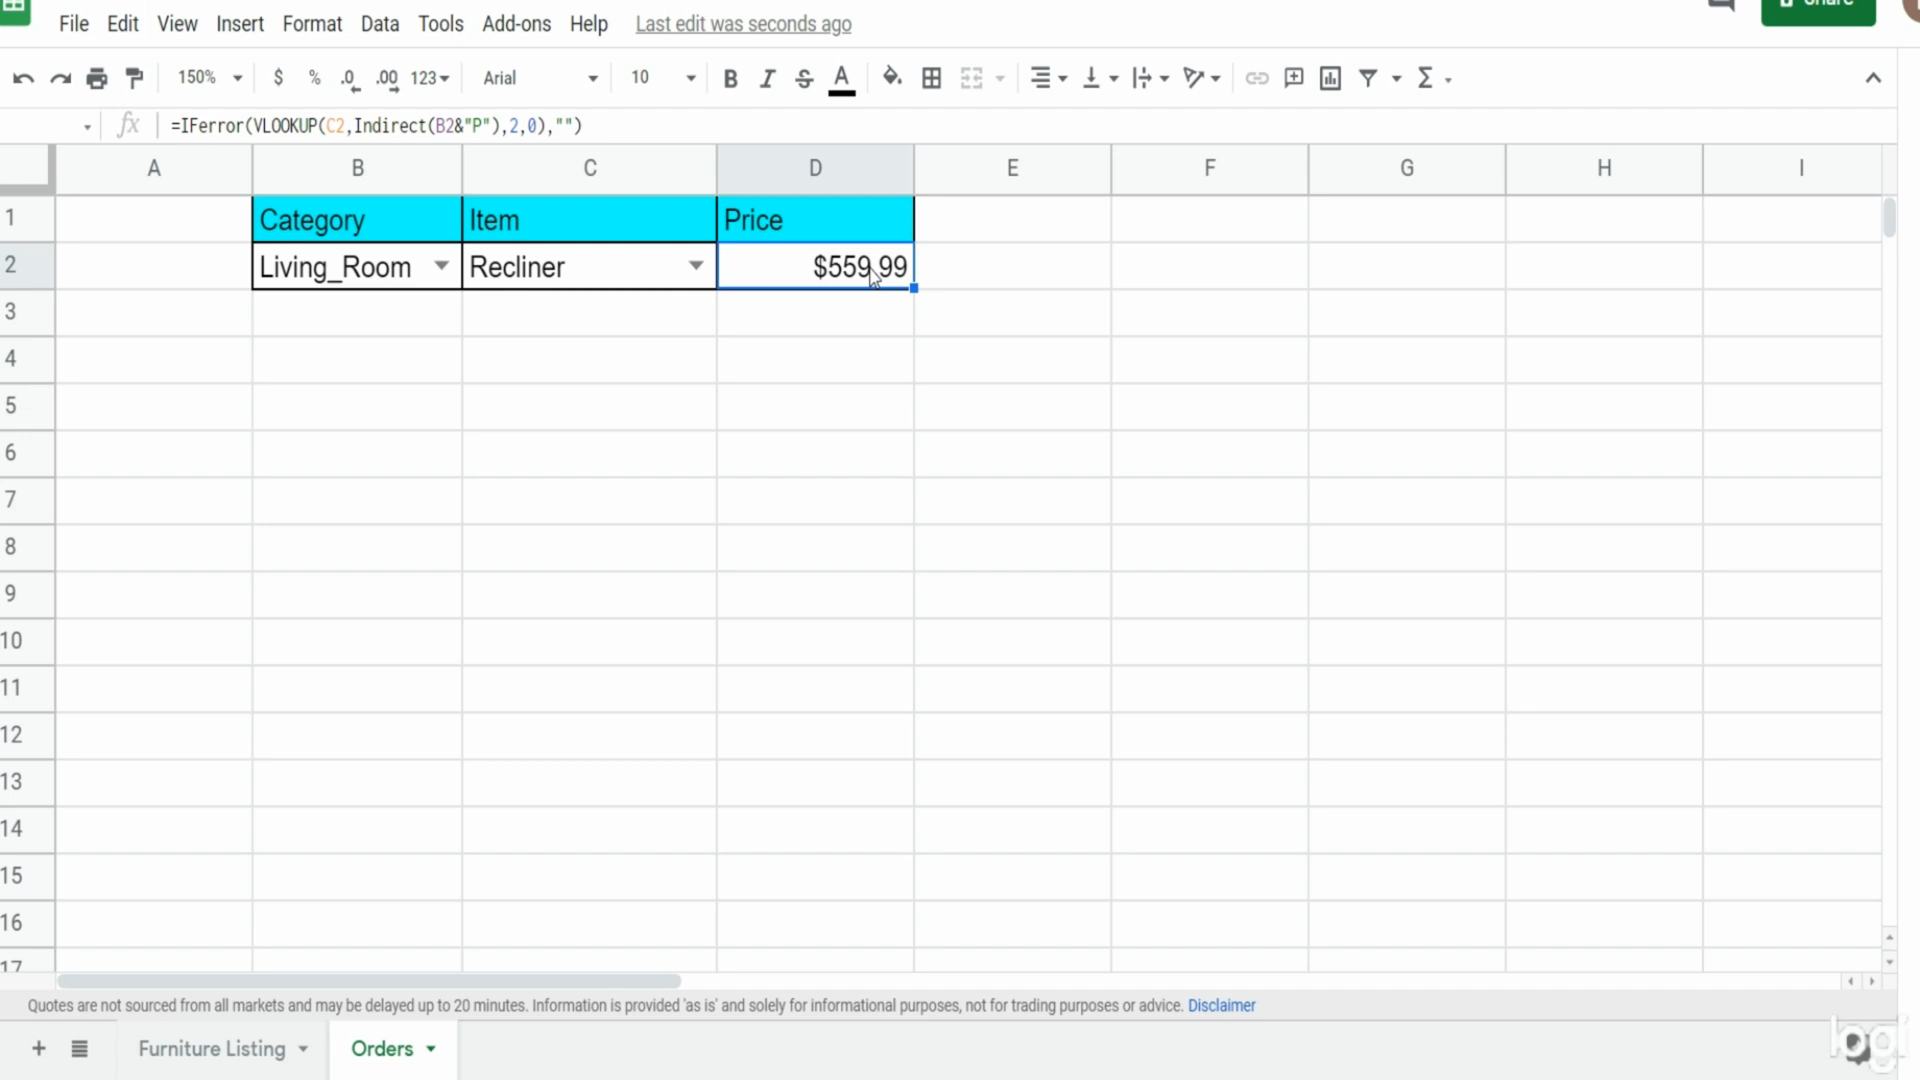 Share
File Edit View Insert Format Data Tools Add-ons Help Last edit was seconds ago
150% $ % .0 .00 123 Arial 10 B I S A Σ
fx =IFerror(VLOOKUP(C2,Indirect(B2&"P"),2,0),"")
A B C D E F G H I
1 Category Item Price
2 Living_Room Recliner $559.99
3
4
5
6
7
8
9
10
11
12
13
14
15
16
17
Quotes are not sourced from all markets and may be delayed up to 20 minutes. Information is provided 'as is' and solely for informational purposes, not for trading purposes or advice. Disclaimer
+ Furniture Listing Orders
logi